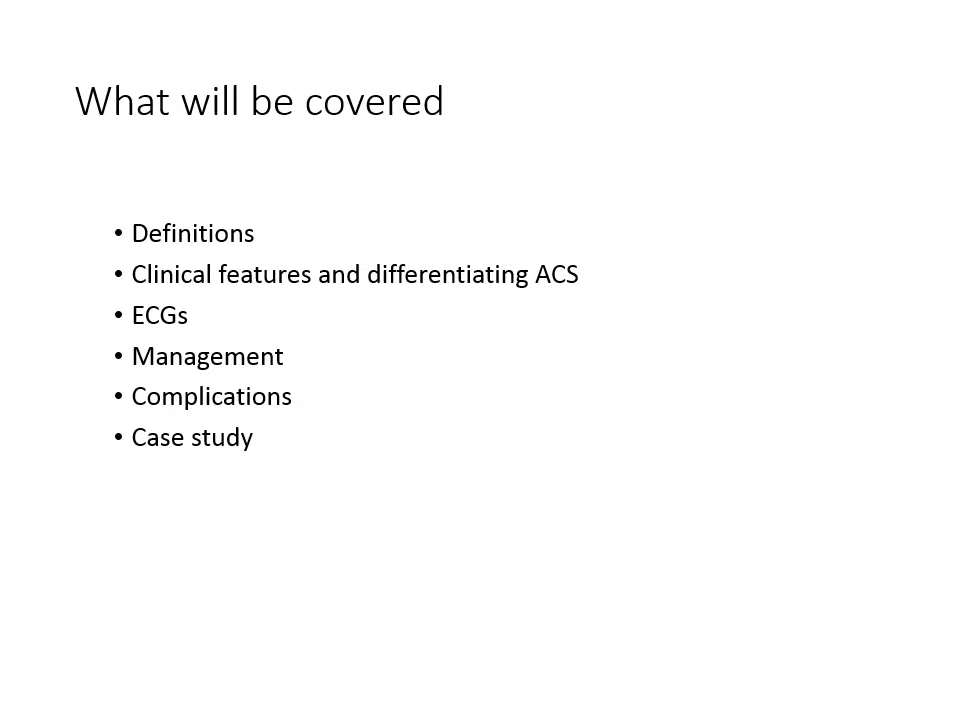 What will be covered
• Definitions
• Clinical features and differentiating ACS
• ECGs
• Management
• Complications
• Case study